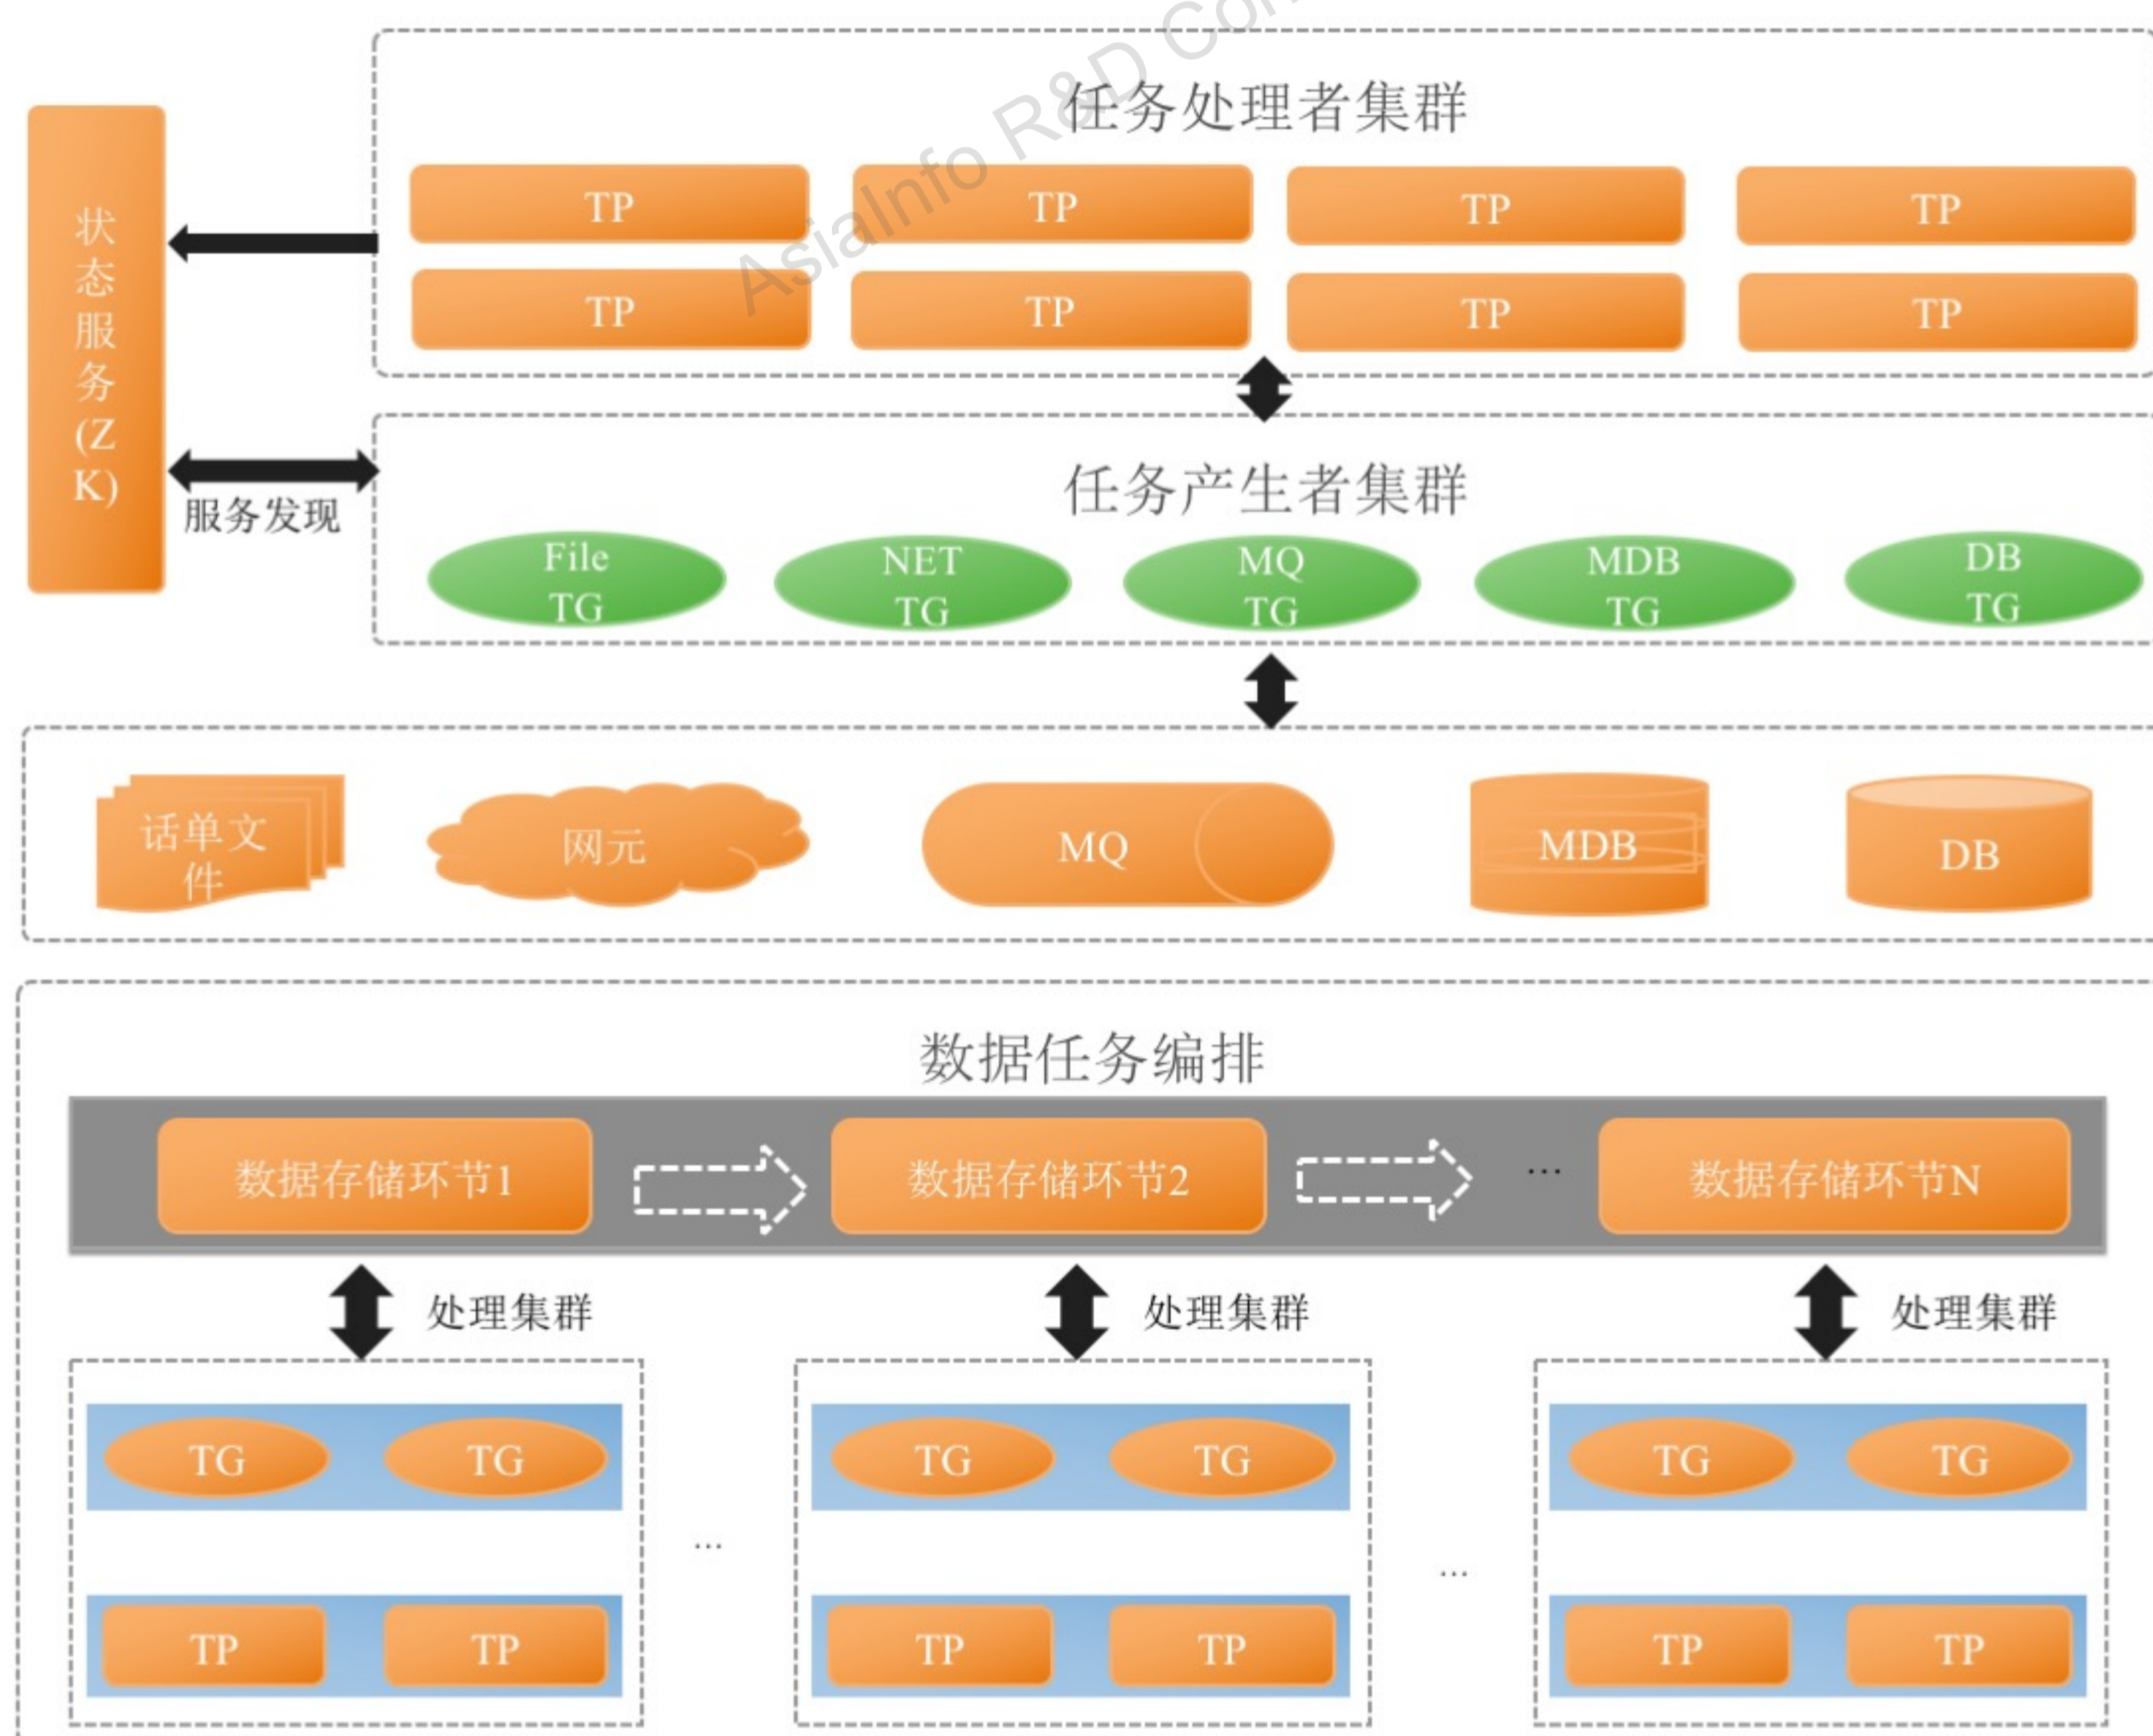 AsiaInfo R&D Con
任务处理者集群
TP
TP
TP
TP
TP
TP
TP
TP
状
态
服
务
(Z
K)
服务发现
任务产生者集群
File
TG
NET
TG
MQ
TG
MDB
TG
DB
TG
话单文
件
网元
MQ
MDB
DB
数据任务编排
数据存储环节1
数据存储环节2
...
数据存储环节N
处理集群
处理集群
处理集群
TG
TG
TG
TG
TG
TG
...
...
TP
TP
TP
TP
TP
TP